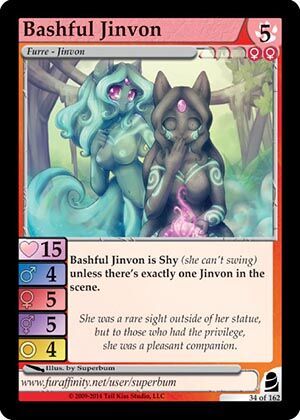 Bashful Jinvon
5
Furre - Jinvon
15
4
5
5
4
Bashful Jinvon is Shy (she can't swing)
unless there's exactly one Jinvon in the
scene.
She was a rare sight outside of her statue,
but to those who had the privilege,
she was a pleasant companion.
Illus. by Superbum
www.furaffinity.net/user/superbum
© 2009-2014 Tail Kiss Studio, LLC
34 of 162